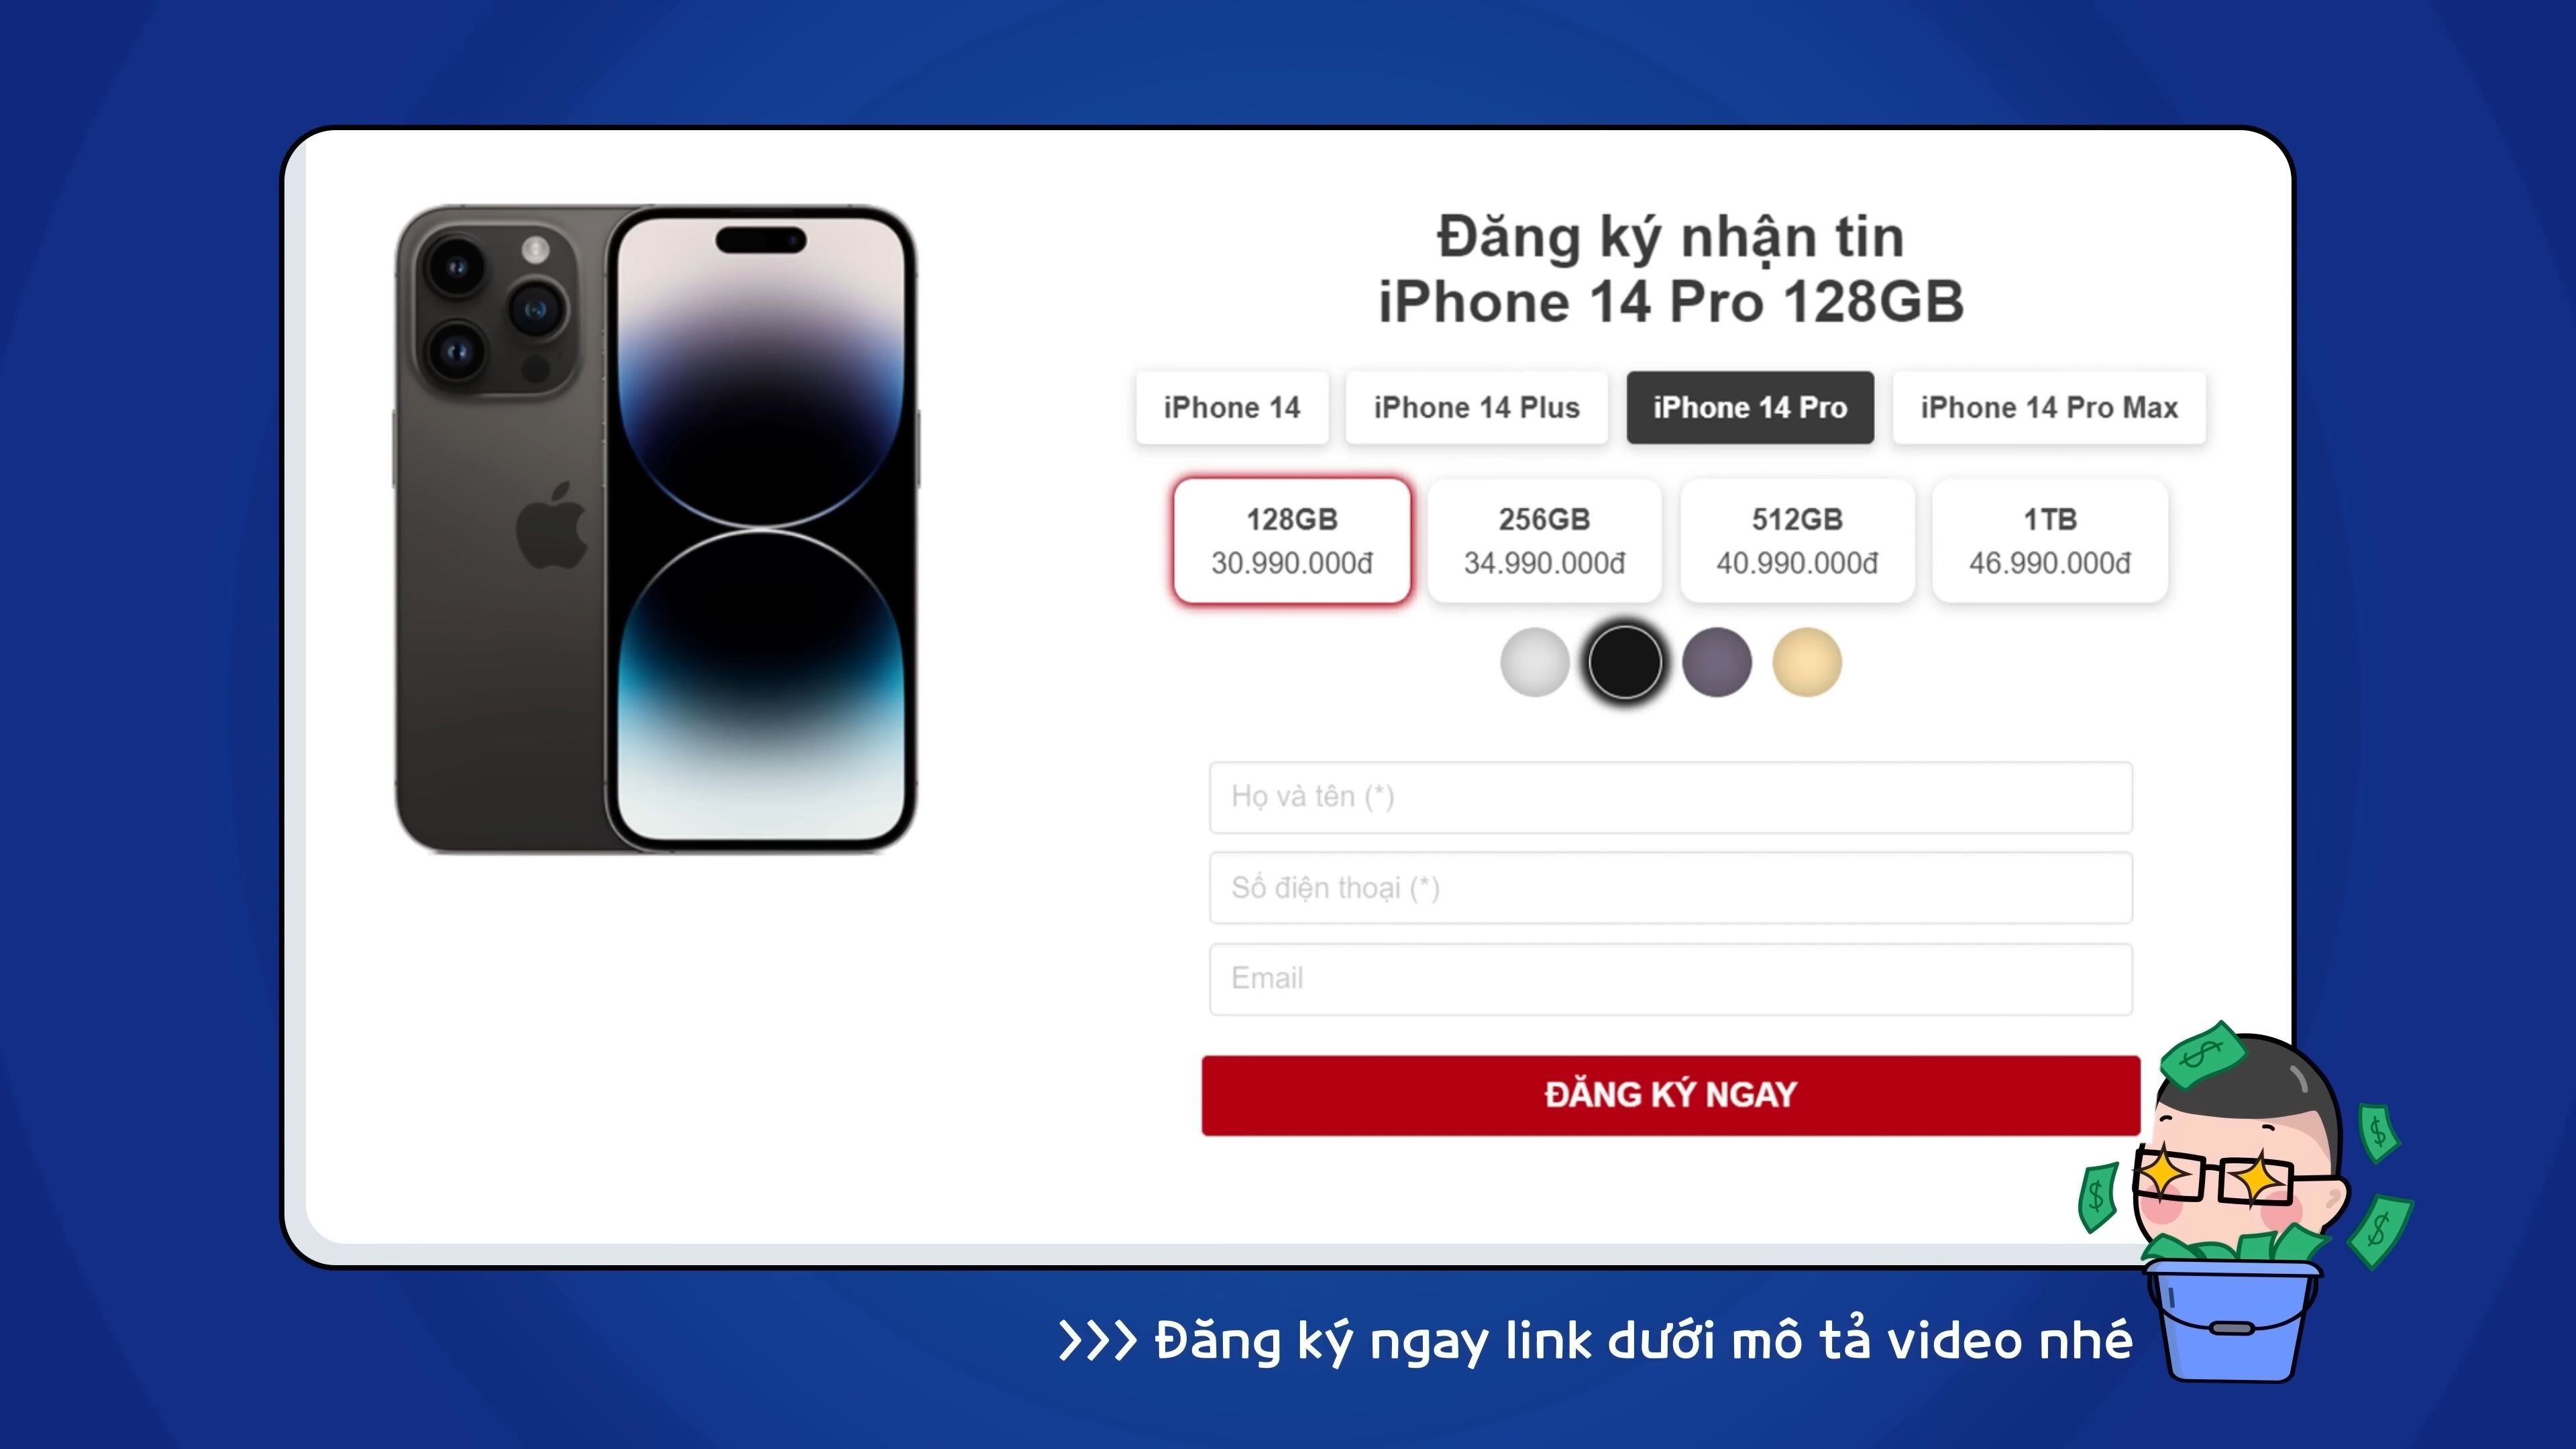 Đăng ký nhận tin
iPhone 14 Pro 128GB
iPhone 14
iPhone 14 Plus
iPhone 14 Pro
iPhone 14 Pro Max
128GB
30.990.000đ
256GB
34.990.000đ
512GB
40.990.000đ
1TB
46.990.000đ
Họ và tên (*)
Số điện thoại (*)
Email
ĐĂNG KÝ NGAY
>>> Đăng ký ngay link dưới mô tả video nhé